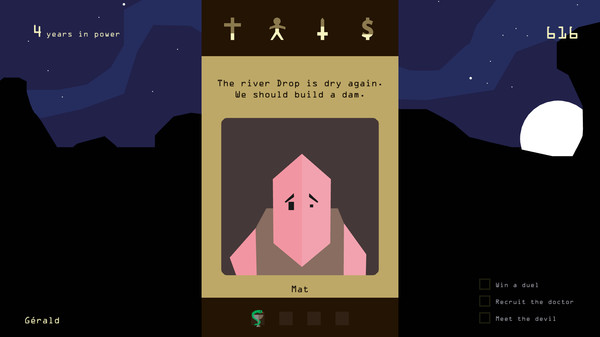 4 years in power
616
The river Drop is dry again.
We should build a dam.
Mat
Win a duel
Recruit the doctor
Meet the devil
Gérald